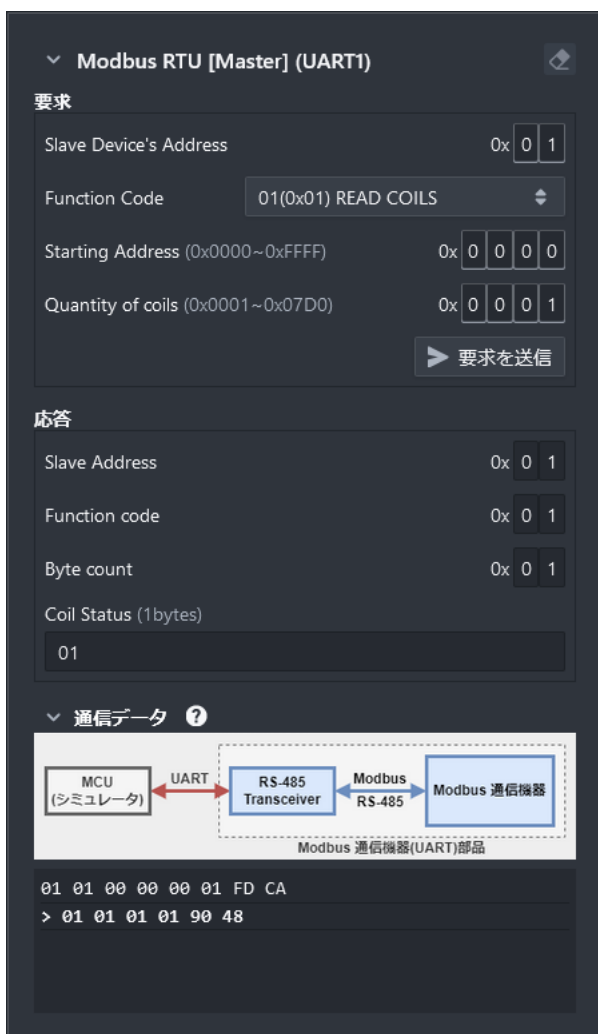 Modbus RTU [Master] (UART1)
要求
Slave Device's Address 0x 0 1
Function Code 01(0x01) READ COILS
Starting Address (0x0000~0xFFFF) 0x 0 0 0 0
Quantity of coils (0x0001~0x07D0) 0x 0 0 0 1
要求を送信
応答
Slave Address 0x 0 1
Function code 0x 0 1
Byte count 0x 0 1
Coil Status (1bytes)
01
通信データ ?
MCU
(シミュレータ)
UART
RS-485
Transceiver
Modbus
RS-485
Modbus 通信機器
Modbus 通信機器(UART)部品
01 01 00 00 00 01 FD CA
> 01 01 01 01 90 48